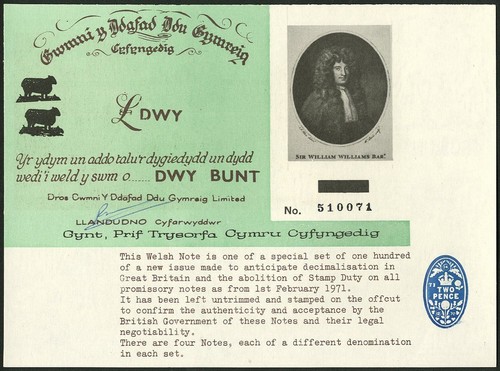 Cwmni y Ddafad Ddu Gymreig
Cyfyngedig
£ DWY
Yr ydym un addo talu'r dygiedydd un dydd
wedi'i weld y swm o...... DWY BUNT
Dros Cwmni Y Ddafad Ddu Gymreig Limited
LLANDUDNO Cyfarwyddwr
Gynt, Prif Trysorfa Cymru Cyfyngedig
SIR WILLIAM WILLIAMS BAR.T
No. 510071
This Welsh Note is one of a special set of one hundred
of a new issue made to anticipate decimalisation in
Great Britain and the abolition of Stamp Duty on all
promissory notes as from 1st February 1971.
It has been left untrimmed and stamped on the offcut
to confirm the authenticity and acceptance by the
British Government of these Notes and their legal
negotiability.
There are four Notes, each of a different denomination
in each set.
TWO
PENCE